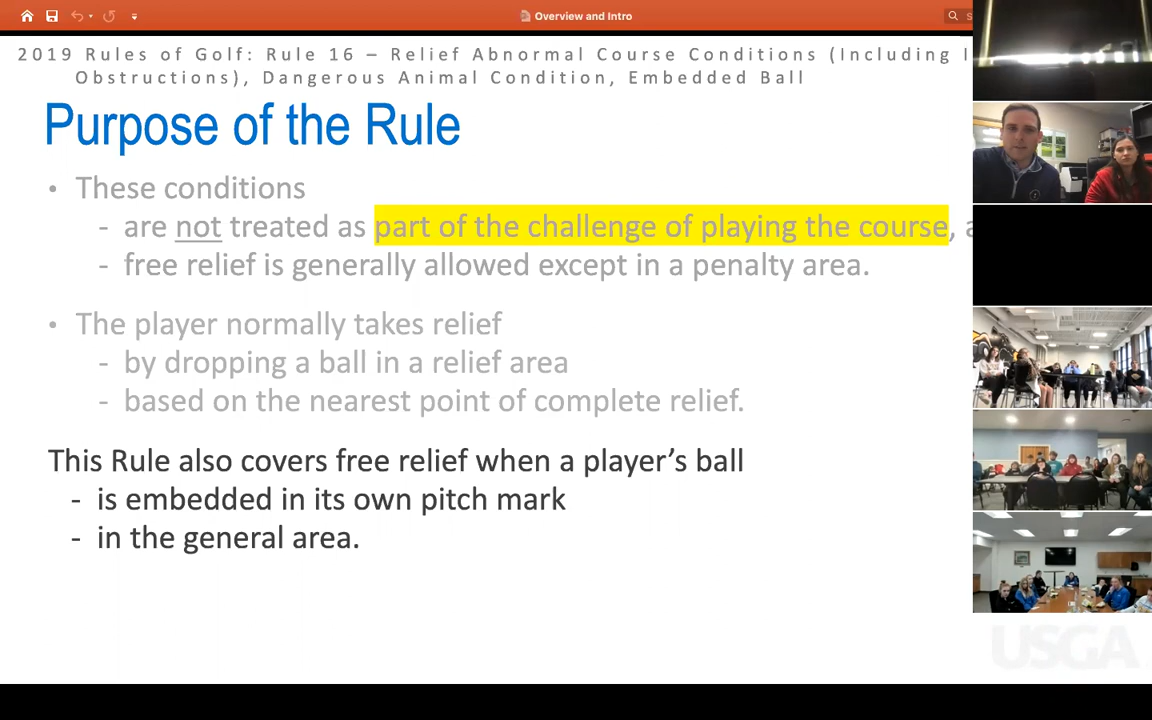 Overview and Intro
2019 Rules of Golf: Rule 16 – Relief Abnormal Course Conditions (Including
Obstructions), Dangerous Animal Condition, Embedded Ball
Purpose of the Rule
• These conditions
- are not treated as part of the challenge of playing the course,
- free relief is generally allowed except in a penalty area.
• The player normally takes relief
- by dropping a ball in a relief area
- based on the nearest point of complete relief.
This Rule also covers free relief when a player’s ball
- is embedded in its own pitch mark
- in the general area.
USGA